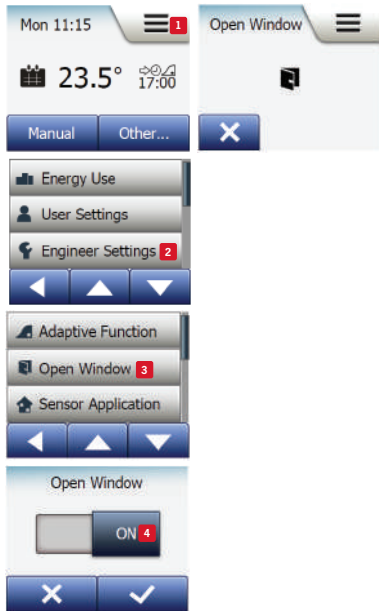 Mon 11:15
1
23.5°
17:00
Manual
Other...
Open Window
Energy Use
User Settings
Engineer Settings 2
Adaptive Function
Open Window 3
Sensor Application
Open Window
ON 4